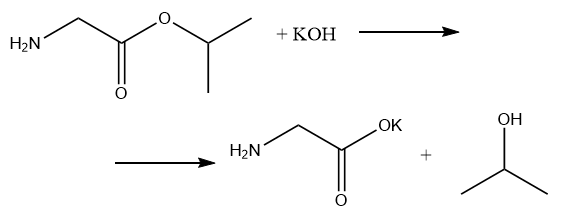 H₂N O O + KOH
H₂N OK O + OH